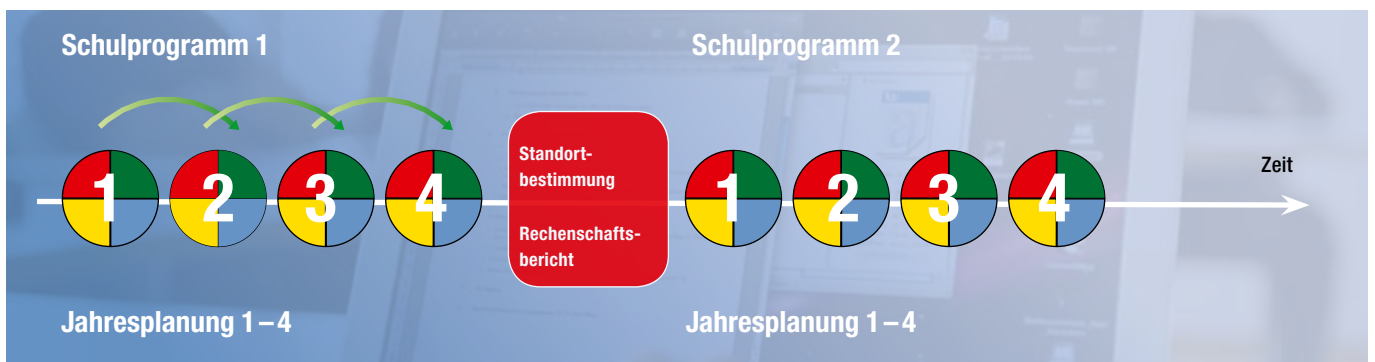 Schulprogramm 1
Schulprogramm 2
1
2
3
4
Standort-
bestimmung
Rechenschafts-
bericht
1
2
3
4
Zeit
Jahresplanung 1 – 4
Jahresplanung 1 – 4